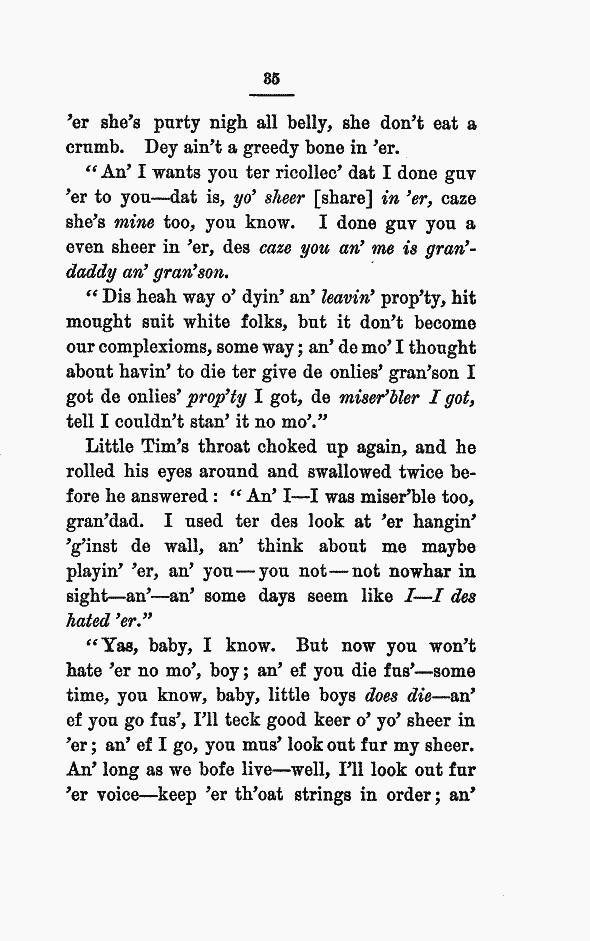 35
’er she’s purty nigh all belly, she don’t eat a
crumb. Dey ain’t a greedy bone in ’er.
“An’ I wants you ter ricollec’ dat I done guv
’er to you—dat is, yo’ sheer [share] in ’er, caze
she’s mine too, you know. I done guv you a
even sheer in ’er, des caze you an’ me is gran’-
daddy an’ gran’son.
“Dis heah way o’ dyin’ an’ leavin’ prop’ty, hit
mought suit white folks, but it don’t become
our complexioms, some way; an’ de mo’ I thought
about havin’ to die ter give de onlies’ gran’son I
got de onlies’ prop’ty I got, de miser’bler I got,
tell I couldn’t stan’ it no mo’.”
Little Tim’s throat choked up again, and he
rolled his eyes around and swallowed twice be-
fore he answered: “An’ I—I was miser’ble too,
gran’dad. I used ter des look at ’er hangin’
’g’inst de wall, an’ think about me maybe
playin’ ’er, an’ you—you not—not nowhar in
sight—an’—an’ some days seem like I—I des
hated ’er.”
“Yas, baby, I know. But now you won’t
hate ’er no mo’, boy; an’ ef you die fus’—some
time, you know, baby, little boys does die—an’
ef you go fus’, I’ll teck good keer o’ yo’ sheer in
’er; an’ ef I go, you mus’ look out fur my sheer.
An’ long as we bofe live—well, I’ll look out fur
’er voice—keep ’er th’oat strings in order; an’